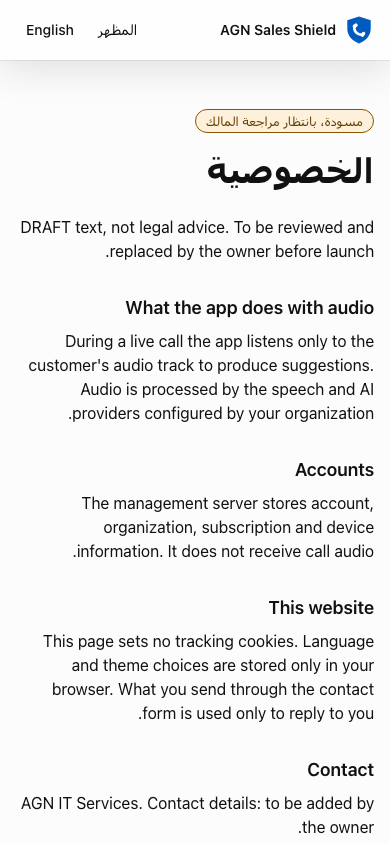 AGN Sales Shield
المظهر
English
مسودة، بانتظار مراجعة المالك
الخصوصية
DRAFT text, not legal advice. To be reviewed and
replaced by the owner before launch.
What the app does with audio
During a live call the app listens only to the
customer's audio track to produce suggestions.
Audio is processed by the speech and AI
providers configured by your organization.
Accounts
The management server stores account,
organization, subscription and device
information. It does not receive call audio.
This website
This page sets no tracking cookies. Language
and theme choices are stored only in your
browser. What you send through the contact
form is used only to reply to you.
Contact
AGN IT Services. Contact details: to be added by
the owner.